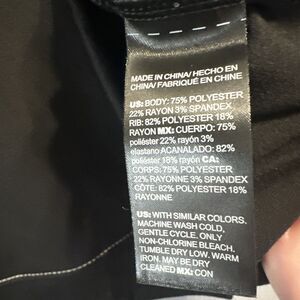 MADE IN CHINA/ HECHO EN
CHINA/ FABRIQUÉ EN CHINE
US: BODY: 75% POLYESTER
22% RAYON 3% SPANDEX
RIB: 82% POLYESTER 18%
RAYON MX: CUERPO: 75%
poliéster 22% rayón 3%
elastano ACANALADO: 82%
poliéster 18% rayón CA:
CORPS: 75% POLYESTER
22% RAYONNE 3% SPANDEX
CÔTE: 82% POLYESTER 18%
RAYONNE
US: WITH SIMILAR COLORS.
MACHINE WASH COLD,
GENTLE CYCLE. ONLY
NON-CHLORINE BLEACH.
TUMBLE DRY LOW. WARM
IRON. MAY BE DRY
CLEANED MX: CON